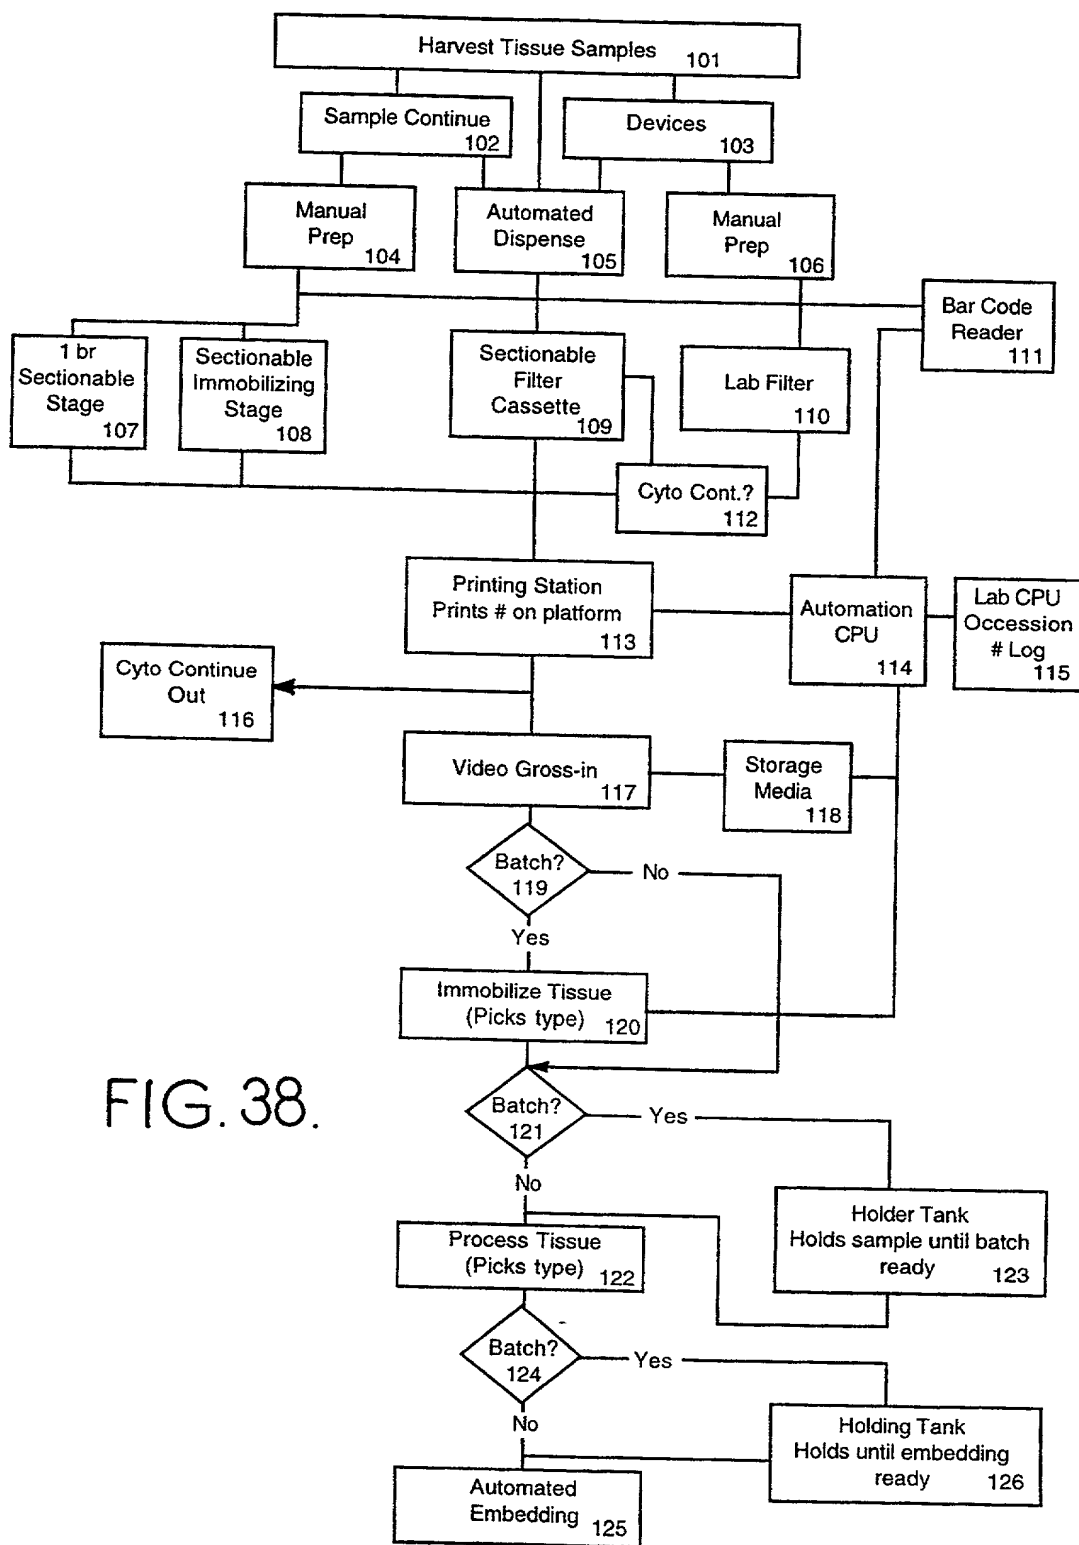 Harvest Tissue Samples
101
Sample Continue
102
Devices
103
Manual
Prep
104
Automated
Dispense
105
Manual
Prep
106
Bar Code
Reader
111
1 br
Sectionable
Stage
107
Sectionable
Immobilizing
Stage
108
Sectionable
Filter
Cassette
109
Lab Filter
110
Cyto Cont.?
112
Printing Station
Prints # on platform
113
Automation
CPU
114
Lab CPU
Occession
# Log
115
Cyto Continue
Out
116
Video Gross-in
117
Storage
Media
118
Batch?
119
No
Yes
Immobilize Tissue
(Picks type)
120
FIG. 38.
Batch?
121
Yes
No
Process Tissue
(Picks type)
122
Holder Tank
Holds sample until batch
ready
123
Batch?
124
Yes
No
Holding Tank
Holds until embedding
ready
126
Automated
Embedding
125